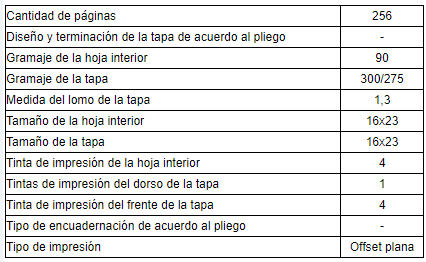 Cantidad de páginas 256
Diseño y terminación de la tapa de acuerdo al pliego -
Gramaje de la hoja interior 90
Gramaje de la tapa 300/275
Medida del lomo de la tapa 1,3
Tamaño de la hoja interior 16x23
Tamaño de la tapa 16x23
Tinta de impresión de la hoja interior 4
Tintas de impresión del dorso de la tapa 1
Tinta de impresión del frente de la tapa 4
Tipo de encuadernación de acuerdo al pliego -
Tipo de impresión Offset plana